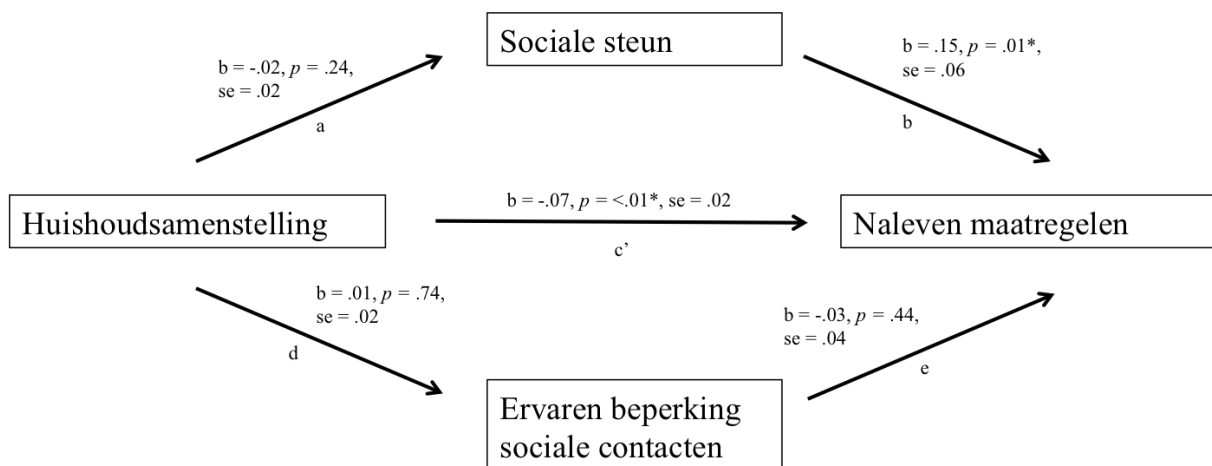 Sociale steun
b = -.02, p = .24,
se = .02
a
b = .15, p = .01*,
se = .06
b
Huishoudsamenstelling
b = -.07, p = <.01*, se = .02
c’
Naleven maatregelen
b = .01, p = .74,
se = .02
d
b = -.03, p = .44,
se = .04
e
Ervaren beperking
sociale contacten